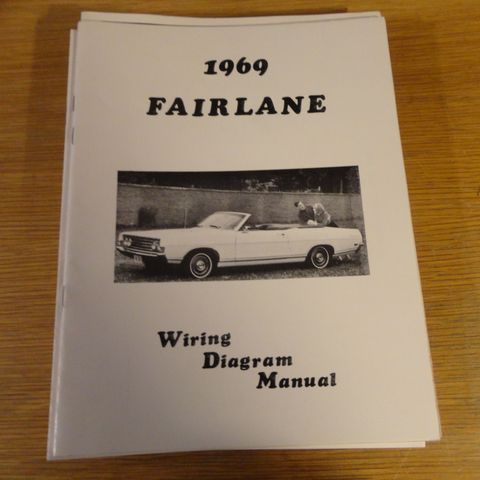 1969
FAIRLANE
Wiring
Diagram
Manual